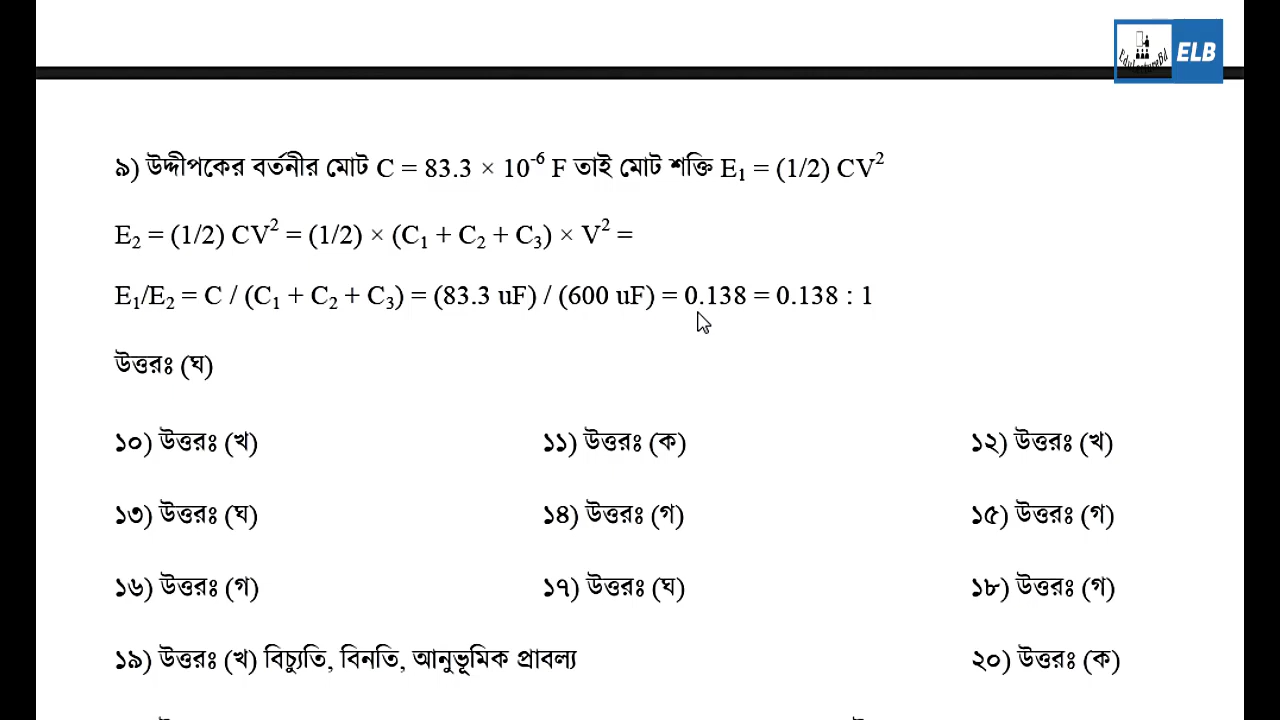 EduLectureBd ELB
৯) উদ্দীপকের বর্তনীর মোট C = 83.3 × 10⁻⁶ F তাই মোট শক্তি E₁ = (1/2) CV²
E₂ = (1/2) CV² = (1/2) × (C₁ + C₂ + C₃) × V² =
E₁/E₂ = C / (C₁ + C₂ + C₃) = (83.3 uF) / (600 uF) = 0.138 = 0.138 : 1
উত্তরঃ (ঘ)
১০) উত্তরঃ (খ) ১১) উত্তরঃ (ক) ১২) উত্তরঃ (খ)
১৩) উত্তরঃ (ঘ) ১৪) উত্তরঃ (গ) ১৫) উত্তরঃ (গ)
১৬) উত্তরঃ (গ) ১৭) উত্তরঃ (ঘ) ১৮) উত্তরঃ (গ)
১৯) উত্তরঃ (খ) বিচ্যুতি, বিনতি, আনুভূমিক প্রাবল্য ২০) উত্তরঃ (ক)